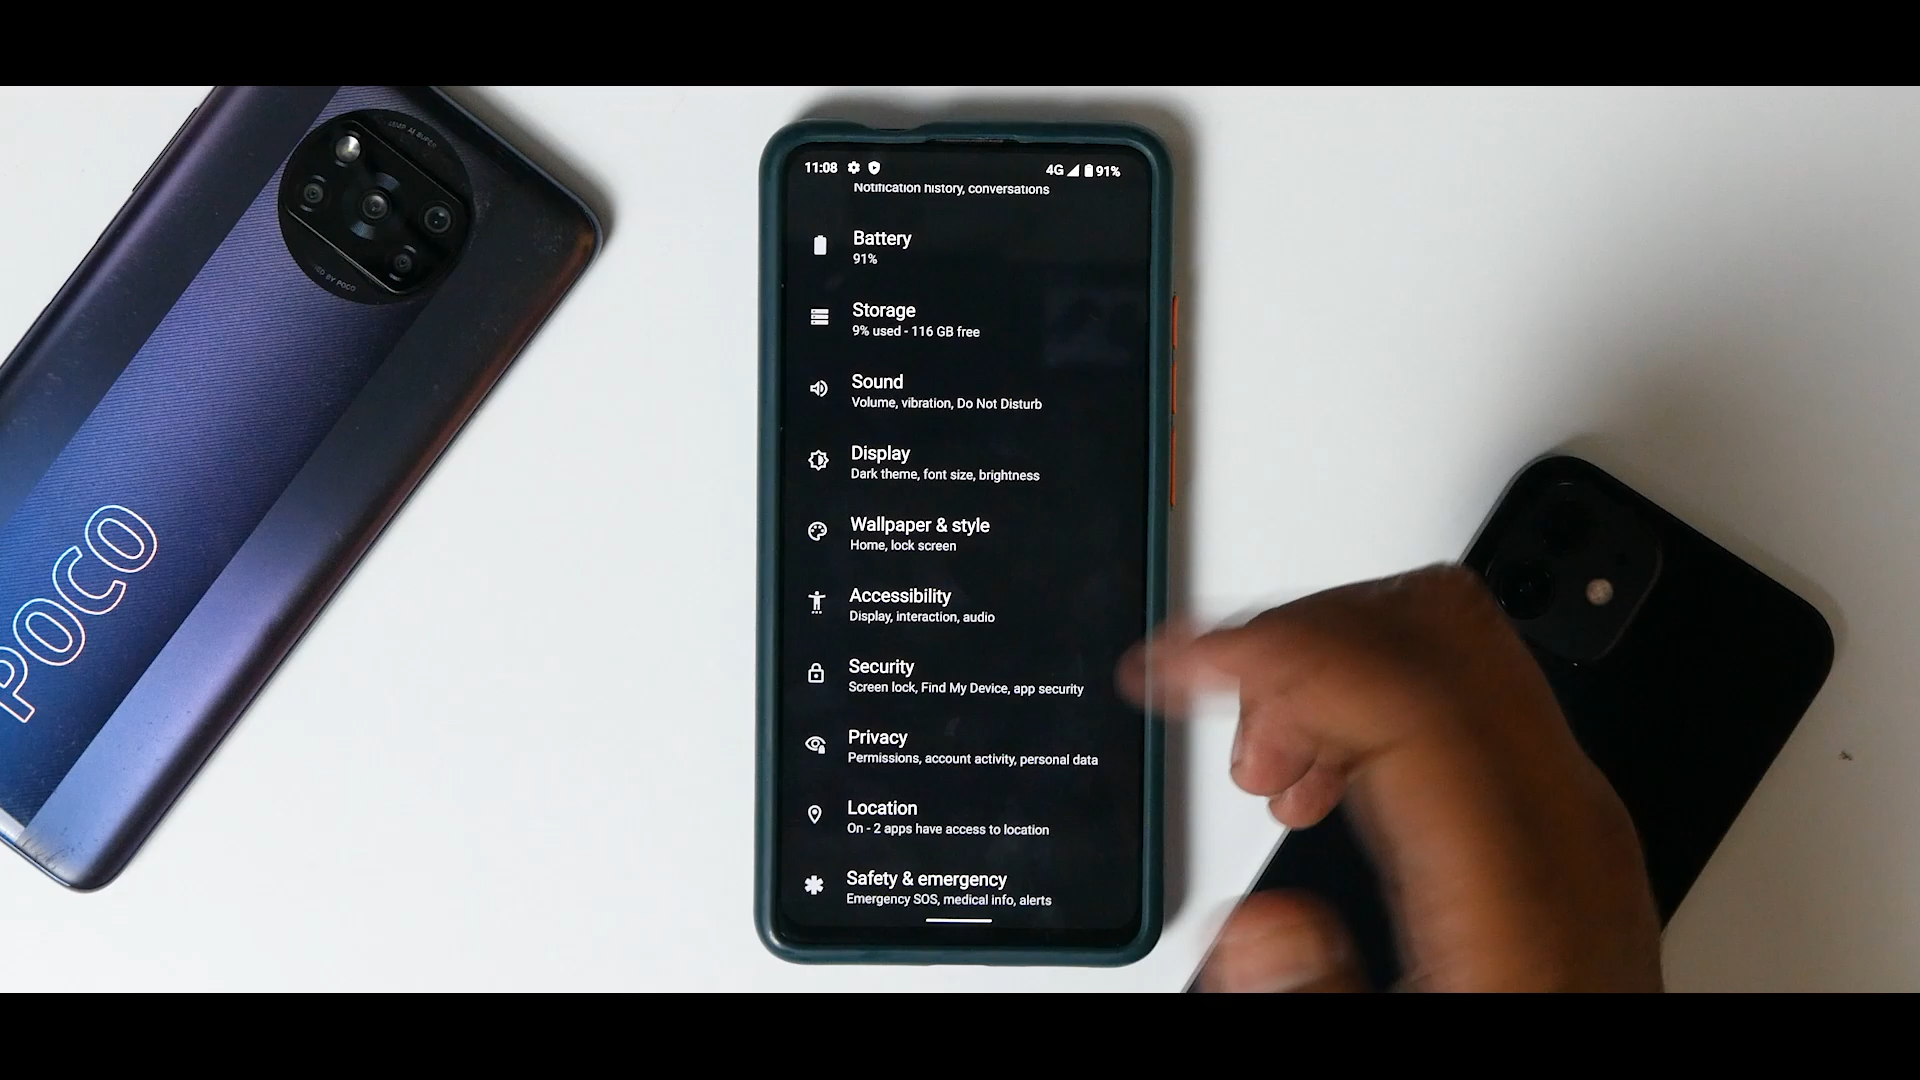 11:08
4G 91%
Notification history, conversations
Battery
91%
Storage
9% used - 116 GB free
Sound
Volume, vibration, Do Not Disturb
Display
Dark theme, font size, brightness
Wallpaper & style
Home, lock screen
Accessibility
Display, interaction, audio
Security
Screen lock, Find My Device, app security
Privacy
Permissions, account activity, personal data
Location
On - 2 apps have access to location
Safety & emergency
Emergency SOS, medical info, alerts
POCO
BY POCO